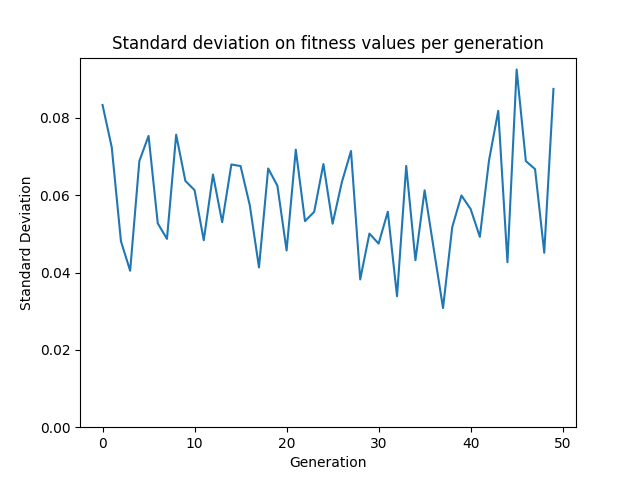 Standard deviation on fitness values per generation
0.08
0.06
0.04
0.02
0.00
Standard Deviation
0 10 20 30 40 50
Generation